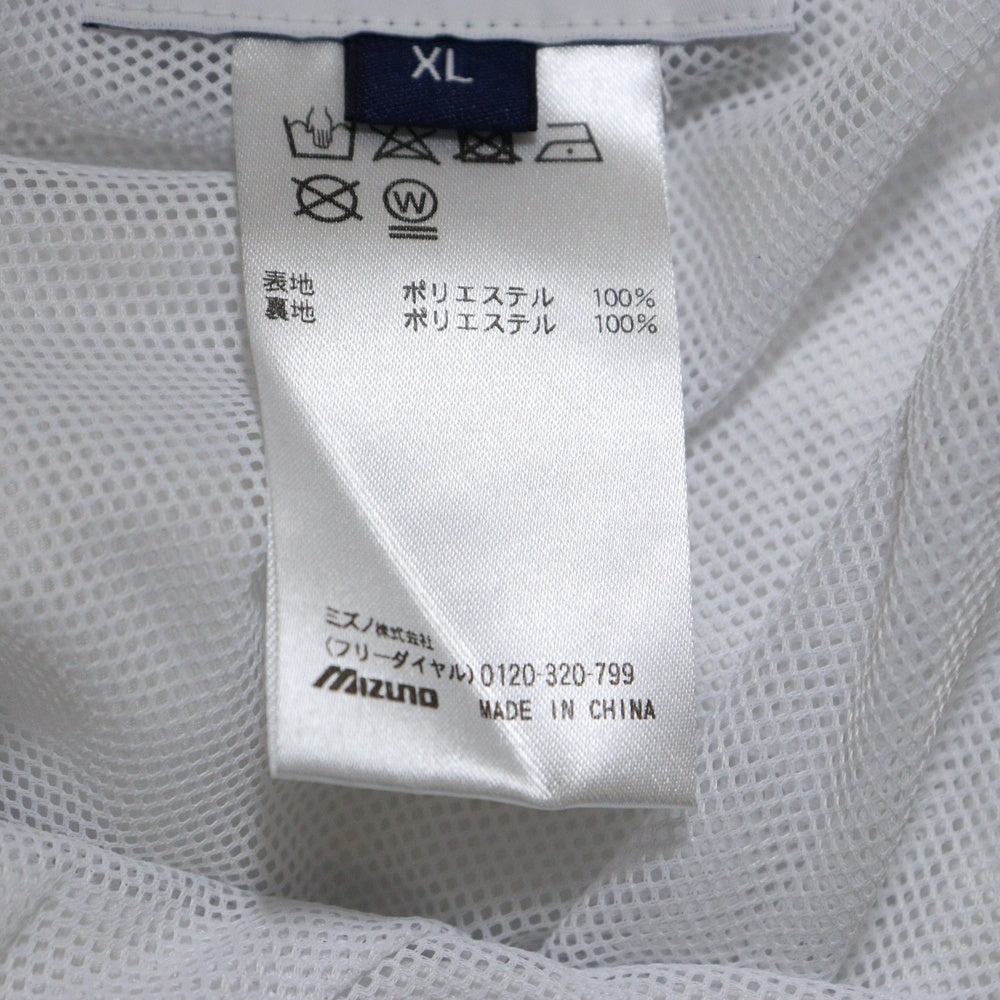 XL
W
表地 ポリエステル 100%
裏地 ポリエステル 100%
ミズノ株式会社
(フリーダイヤル) 0120-320-799
MIZUNO MADE IN CHINA